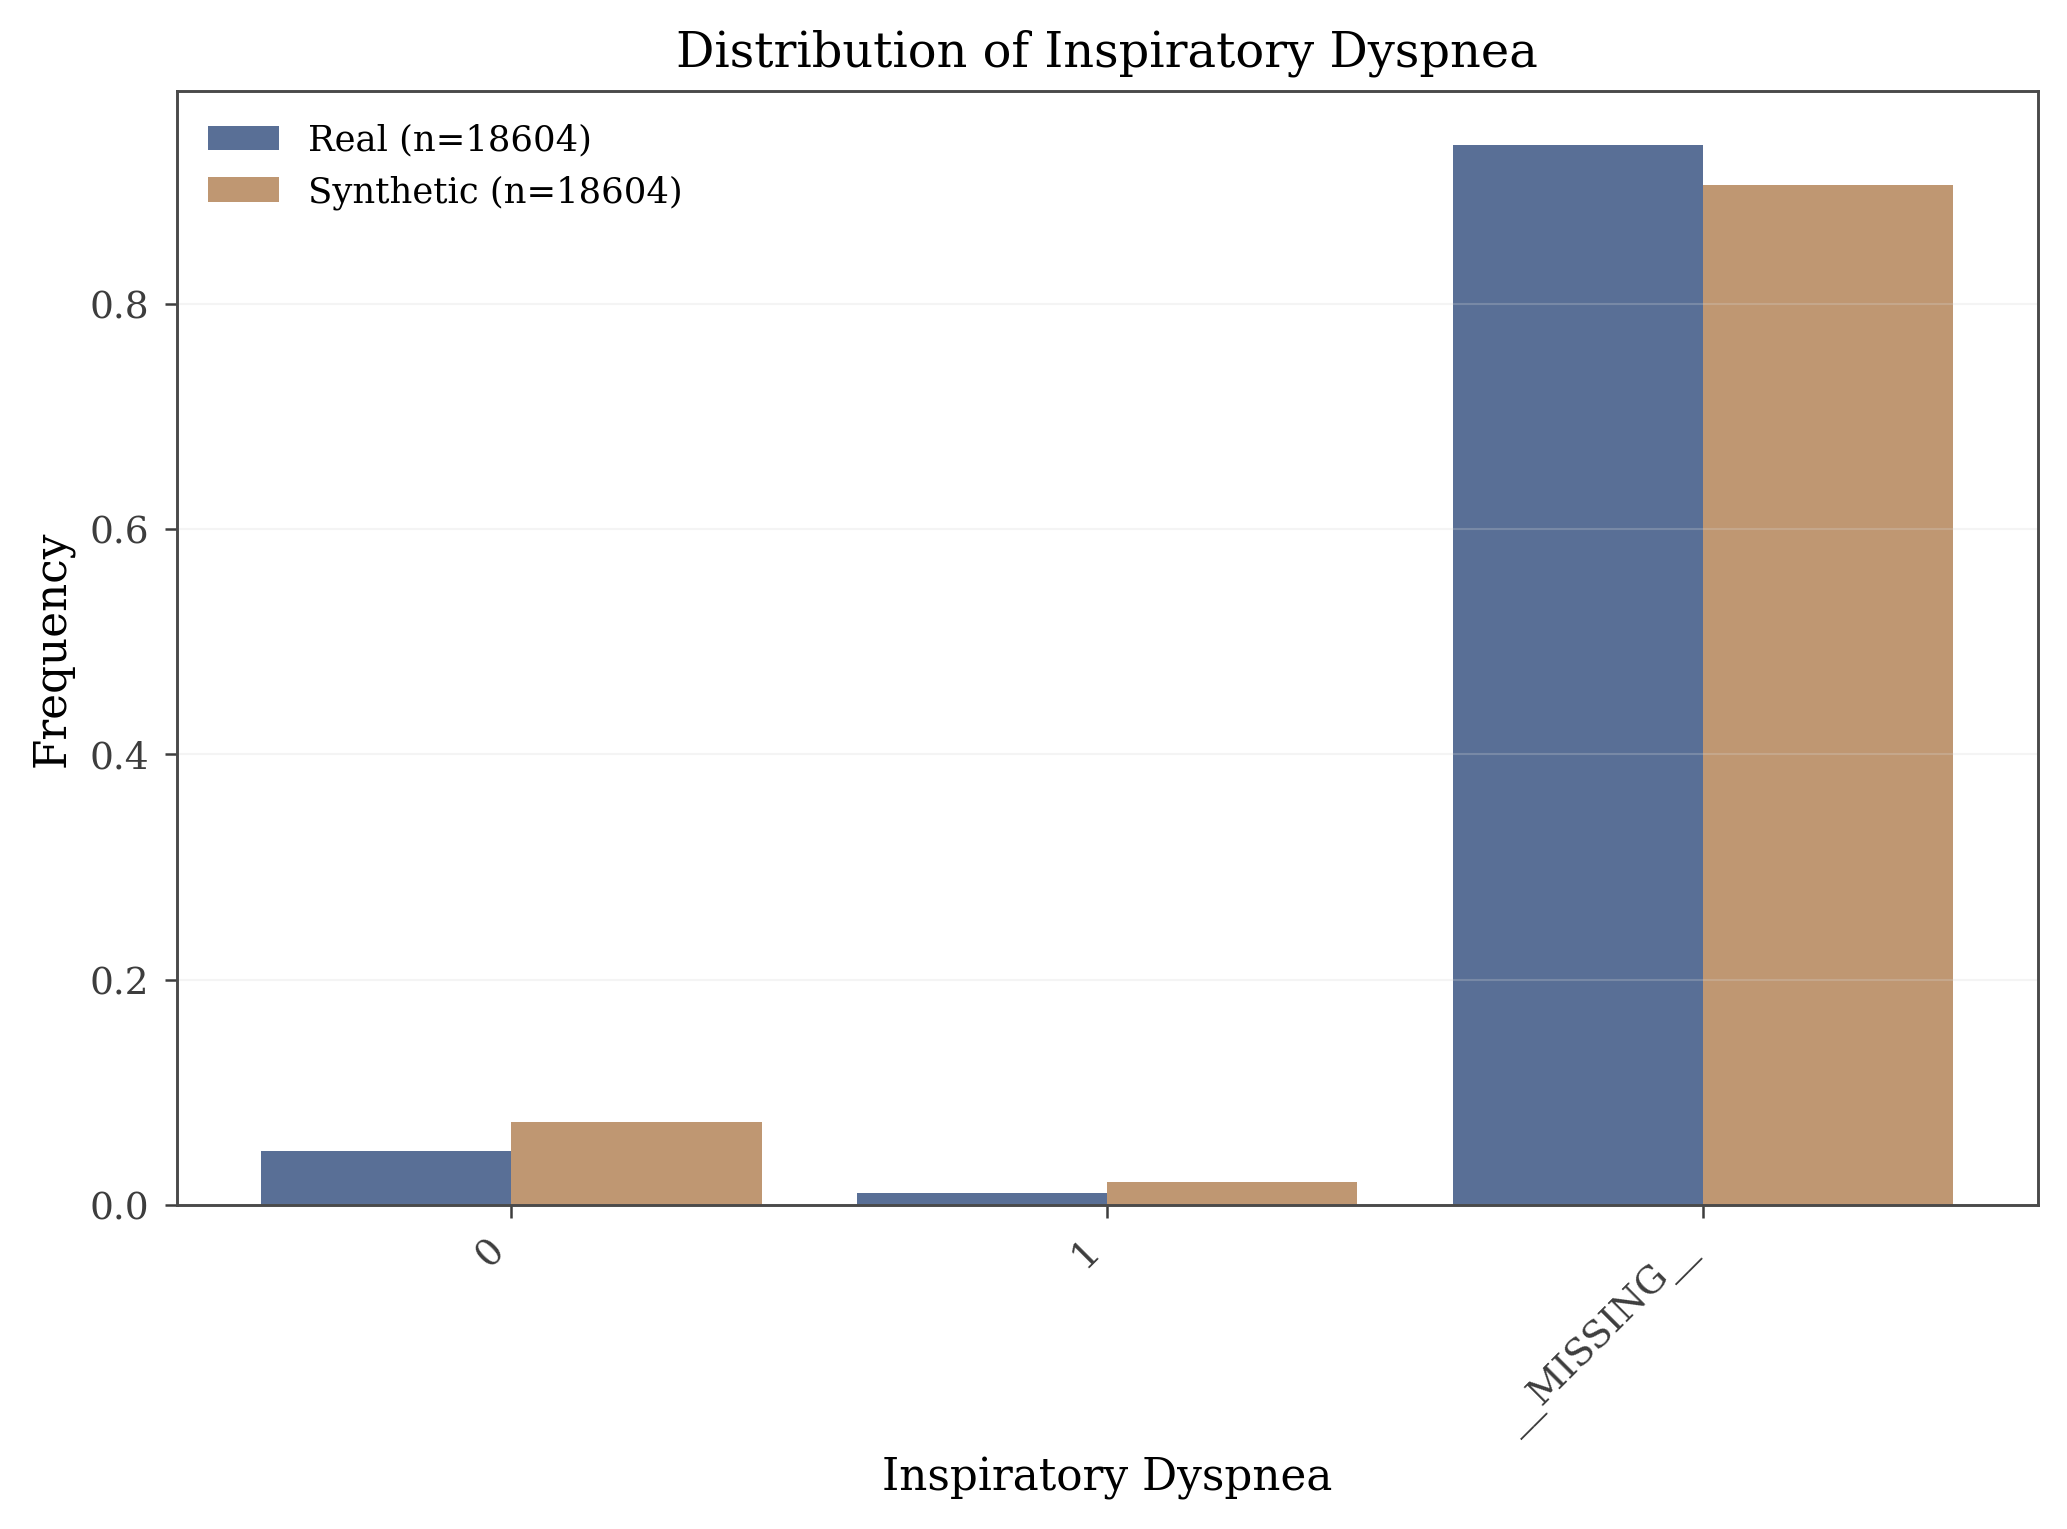 Distribution of Inspiratory Dyspnea
Real (n=18604)
Synthetic (n=18604)
Frequency
0.8
0.6
0.4
0.2
0.0
0
1
__MISSING__
Inspiratory Dyspnea